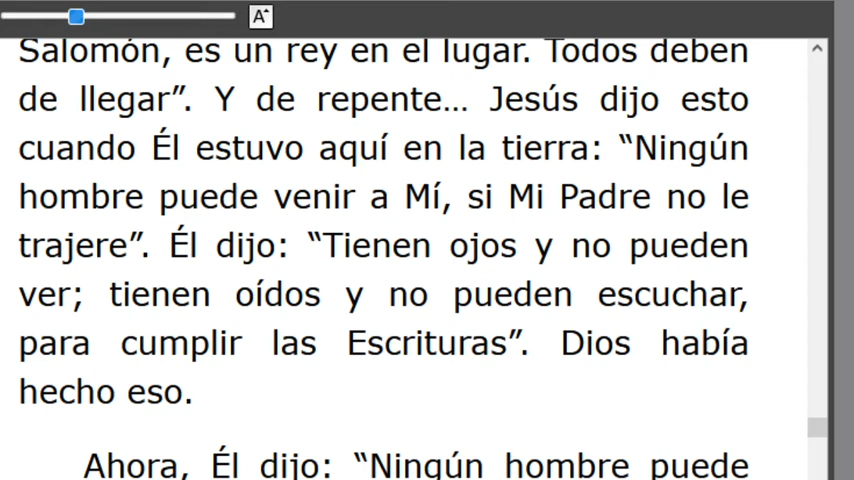 A
Salomón, es un rey en el lugar. Todos deben
de llegar”. Y de repente… Jesús dijo esto
cuando Él estuvo aquí en la tierra: “Ningún
hombre puede venir a Mí, si Mi Padre no le
trajere”. Él dijo: “Tienen ojos y no pueden
ver; tienen oídos y no pueden escuchar,
para cumplir las Escrituras”. Dios había
hecho eso.
Ahora, Él dijo: “Ningún hombre puede